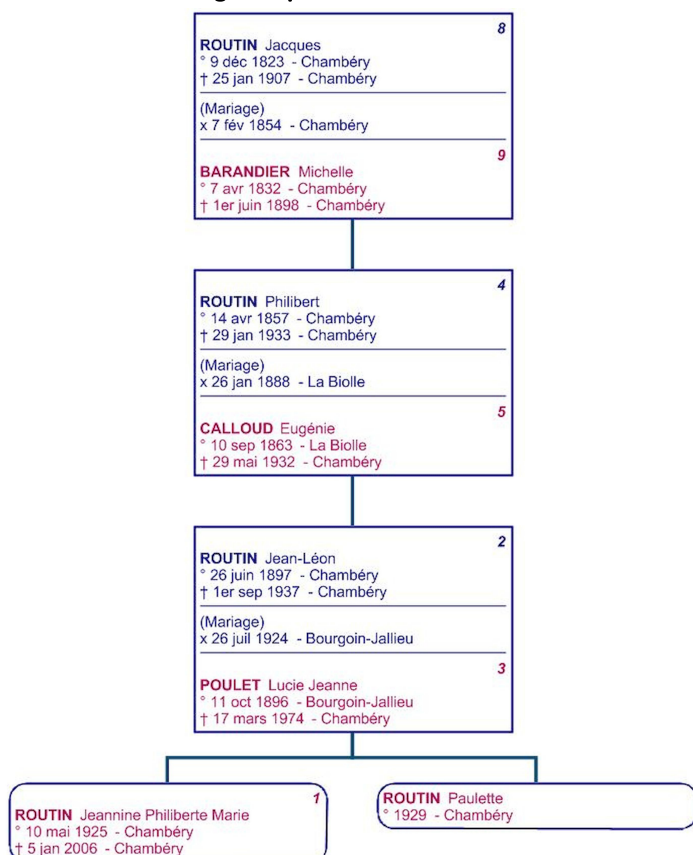 8
ROUTIN Jacques
° 9 déc 1823 - Chambéry
† 25 jan 1907 - Chambéry
(Mariage)
x 7 fév 1854 - Chambéry
9
BARANDIER Michelle
° 7 avr 1832 - Chambéry
† 1er juin 1898 - Chambéry
4
ROUTIN Philibert
° 14 avr 1857 - Chambéry
† 29 jan 1933 - Chambéry
(Mariage)
x 26 jan 1888 - La Biolle
5
CALLOUD Eugénie
° 10 sep 1863 - La Biolle
† 29 mai 1932 - Chambéry
2
ROUTIN Jean-Léon
° 26 juin 1897 - Chambéry
† 1er sep 1937 - Chambéry
(Mariage)
x 26 juil 1924 - Bourgoin-Jallieu
3
POULET Lucie Jeanne
° 11 oct 1896 - Bourgoin-Jallieu
† 17 mars 1974 - Chambéry
1
ROUTIN Jeannine Philiberte Marie
° 10 mai 1925 - Chambéry
† 5 jan 2006 - Chambéry
ROUTIN Paulette
° 1929 - Chambéry